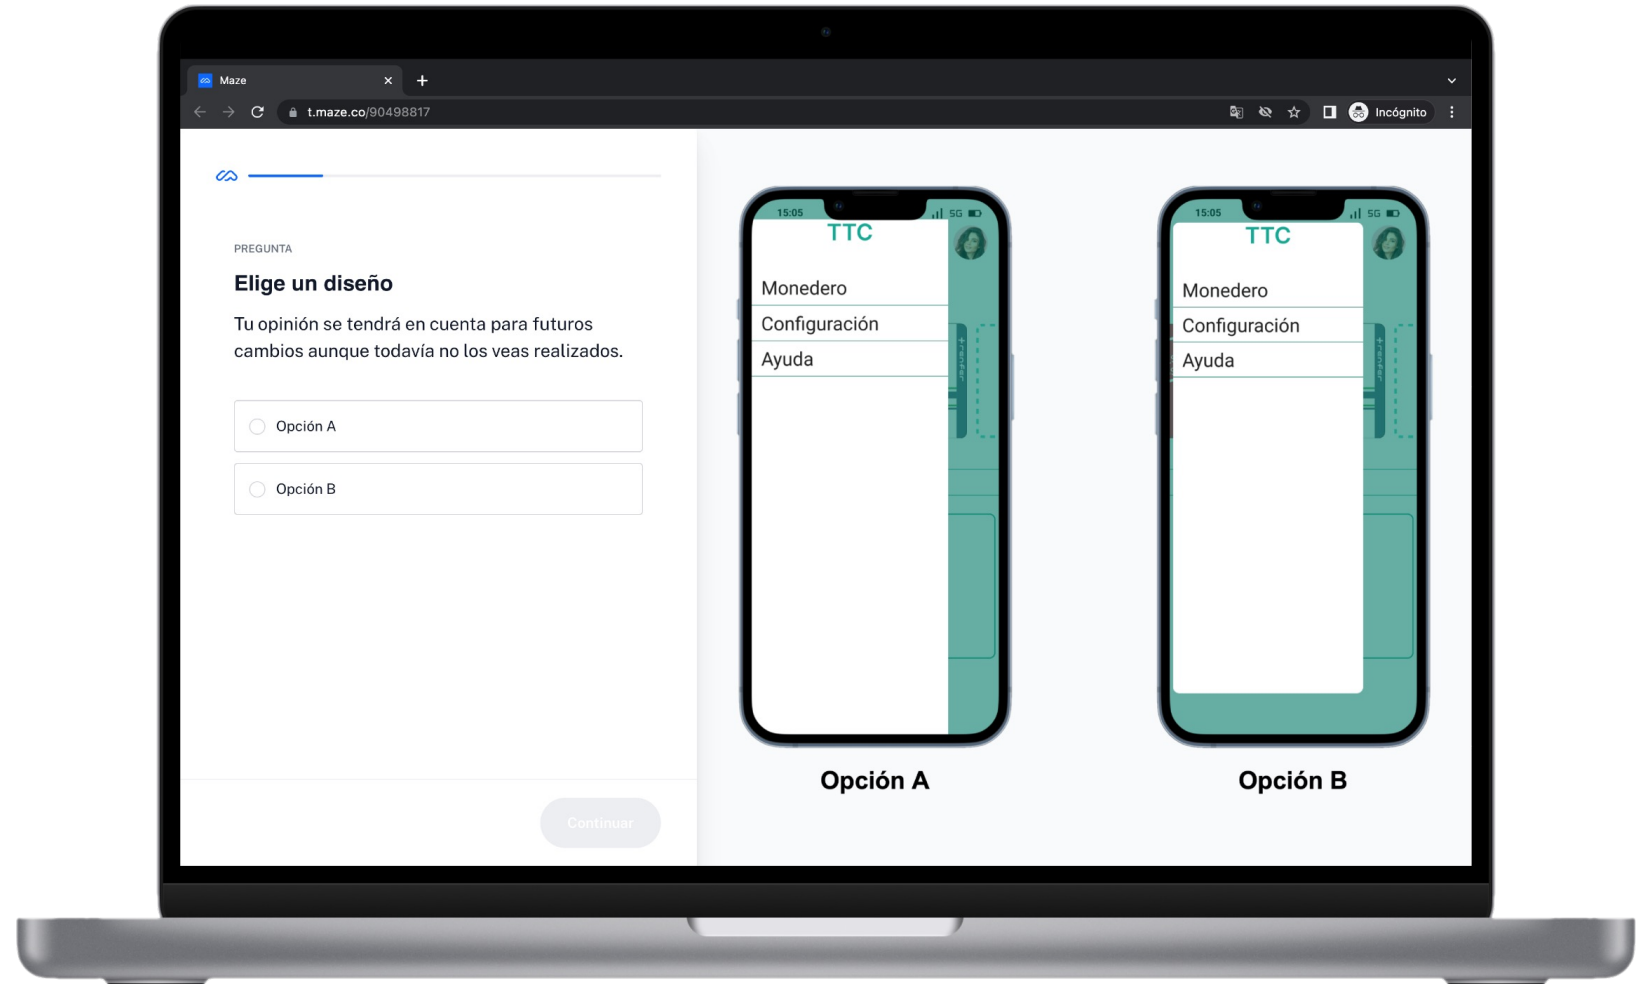 Maze
t.maze.co/90498817
Incógnito
PREGUNTA
Elige un diseño
Tu opinión se tendrá en cuenta para futuros
cambios aunque todavía no los veas realizados.
Opción A
Opción B
Continuar
15:05
5G
TTC
Monedero
Configuración
Ayuda
Opción A
15:05
5G
TTC
Monedero
Configuración
Ayuda
Opción B